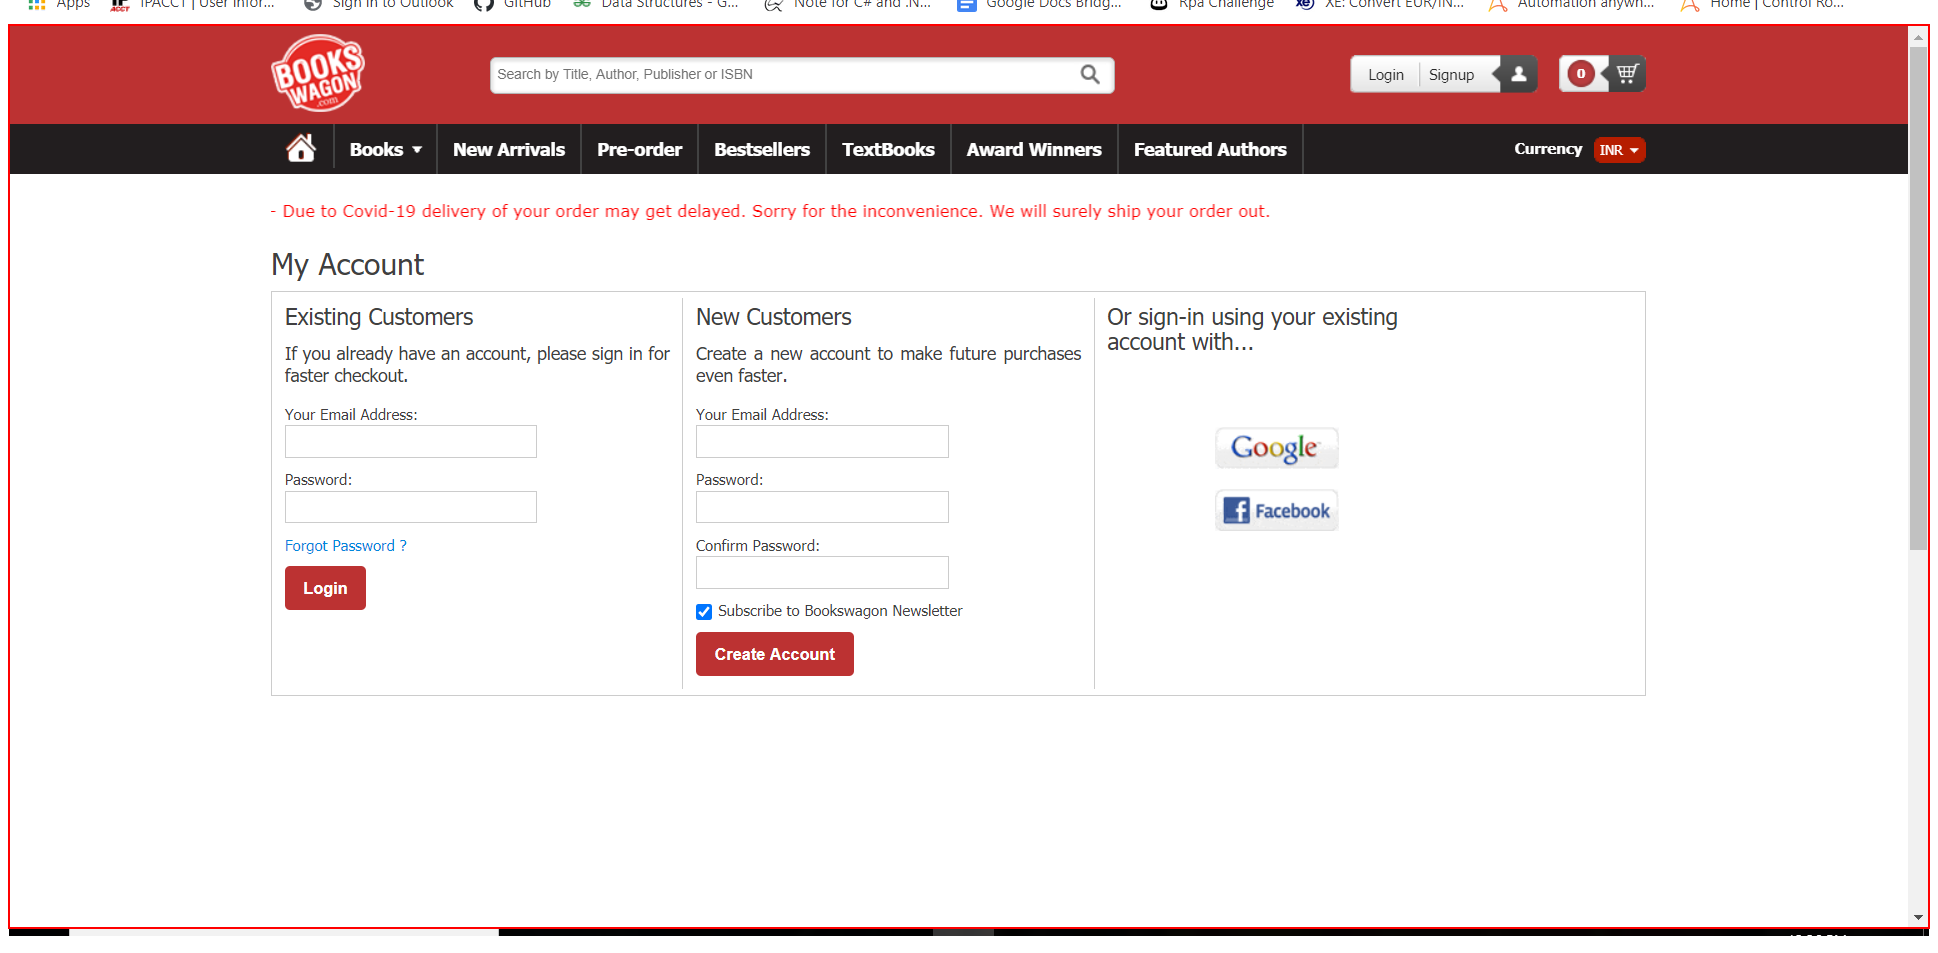 Apps IPACCT | User Infor... Sign in to Outlook GitHub Data Structures - G... Note for C# and .N... Google Docs Bridg... Rpa Challenge XE: Convert EUR/IN... Automation anywh... Home | Control Ro...
BOOKS
WAGON
.com
Search by Title, Author, Publisher or ISBN
Login Signup
0
Books New Arrivals Pre-order Bestsellers TextBooks Award Winners Featured Authors Currency INR
- Due to Covid-19 delivery of your order may get delayed. Sorry for the inconvenience. We will surely ship your order out.
My Account
Existing Customers
If you already have an account, please sign in for
faster checkout.
Your Email Address:
Password:
Forgot Password ?
Login
New Customers
Create a new account to make future purchases
even faster.
Your Email Address:
Password:
Confirm Password:
Subscribe to Bookswagon Newsletter
Create Account
Or sign-in using your existing
account with...
Google
Facebook